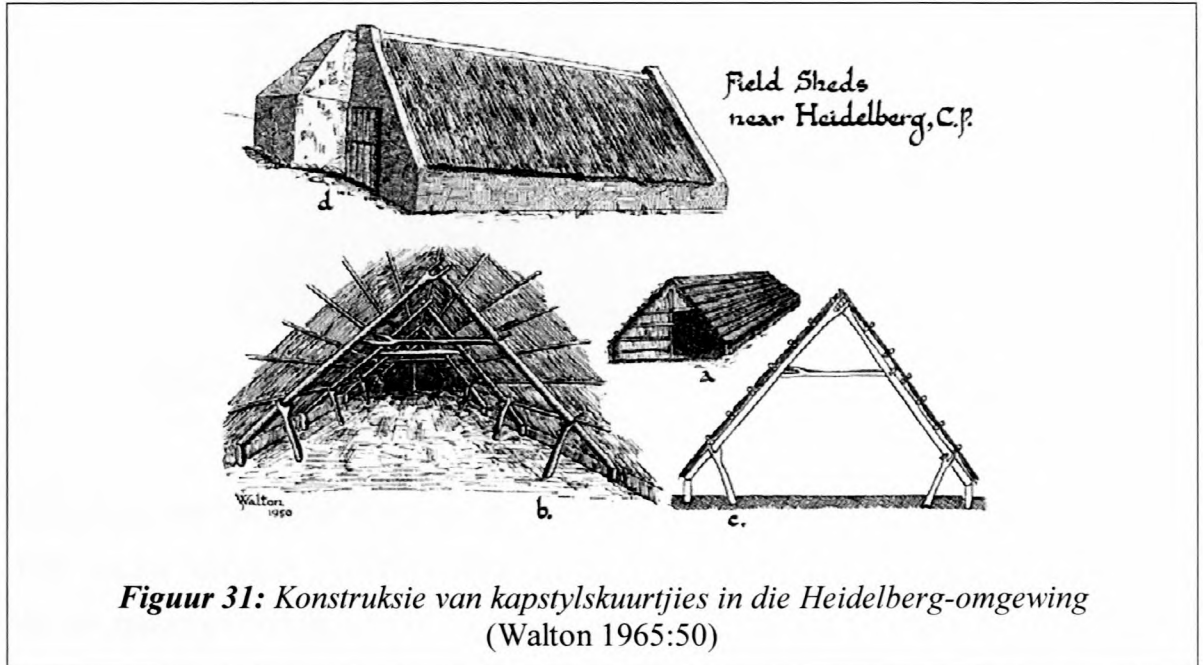 Field Sheds
near Heidelberg, C.P.
d
a
Walton
1950
b.
c.
Figuur 31: Konstruksie van kapstylskuurtjies in die Heidelberg-omgewing
(Walton 1965:50)